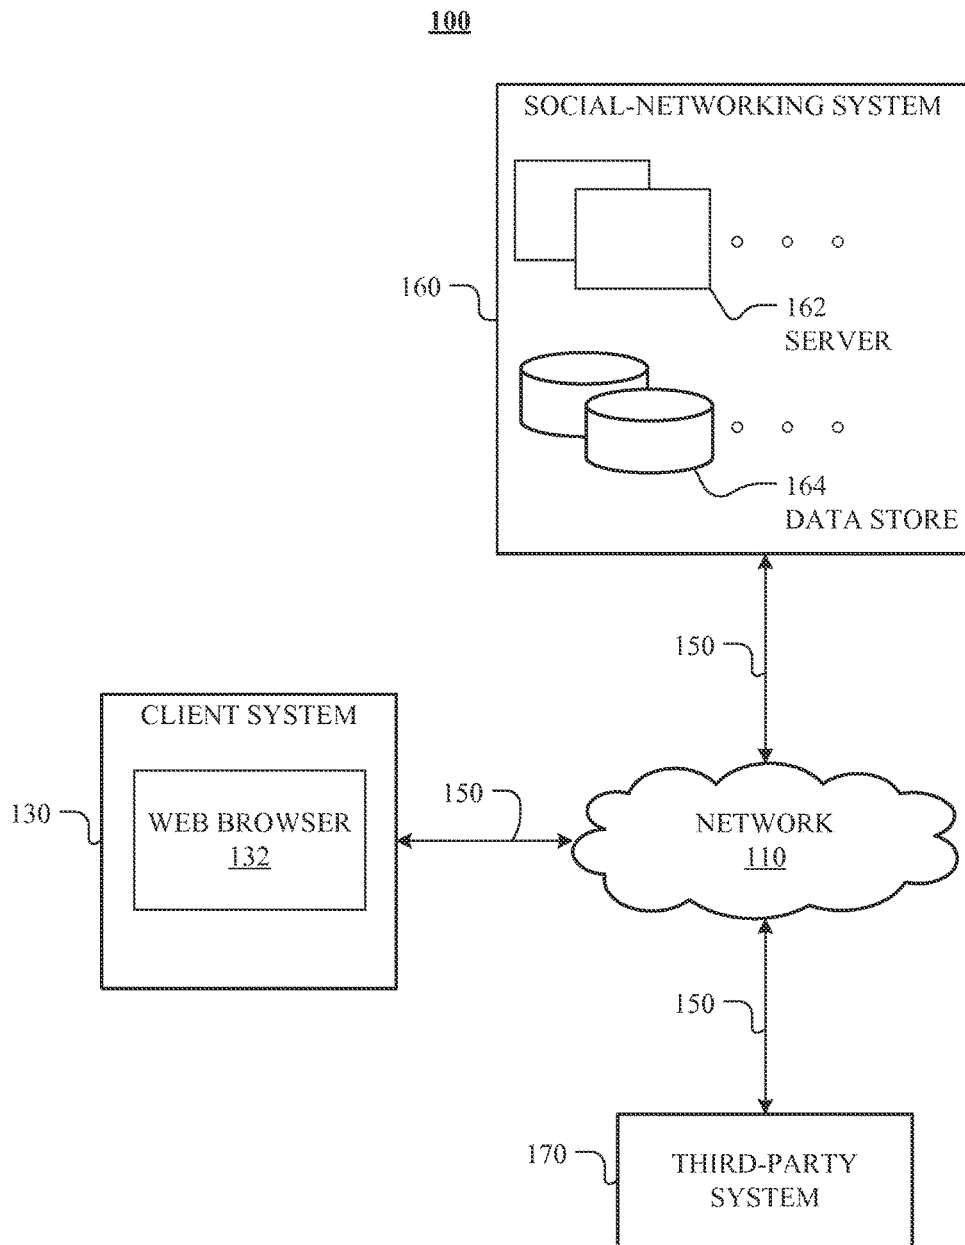 100
SOCIAL-NETWORKING SYSTEM
160
162
SERVER
164
DATA STORE
150
CLIENT SYSTEM
130
WEB BROWSER
132
150
NETWORK
110
150
170
THIRD-PARTY
SYSTEM